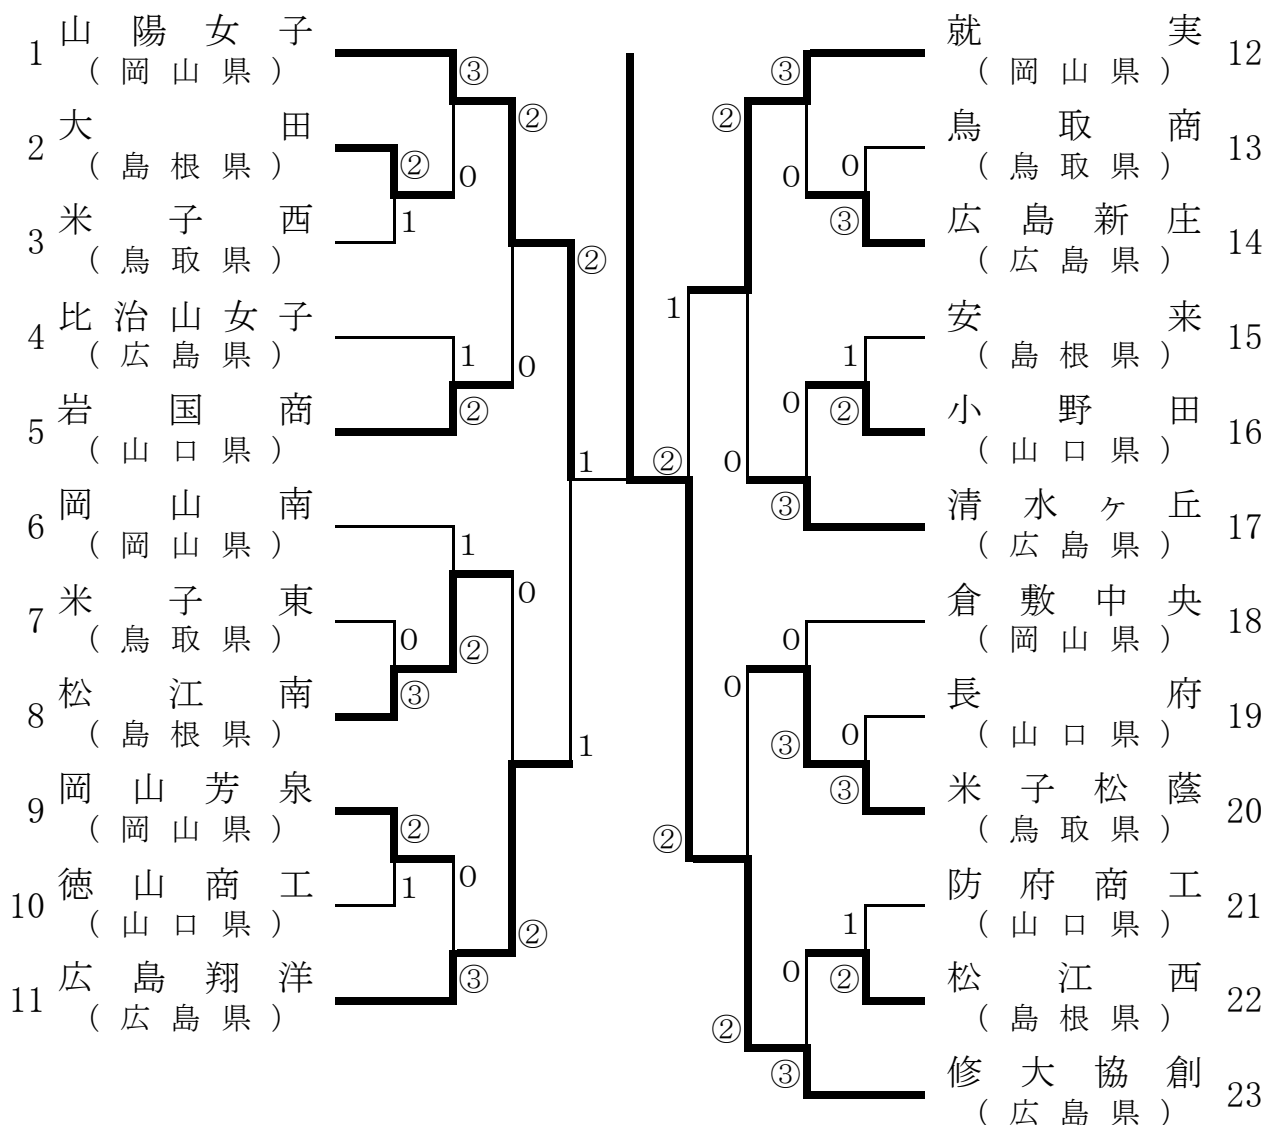 1 山陽女子
(岡山県)
③
②
2 大田
(島根県)
②
0
3 米子西
1
(鳥取県)
②
4 比治山女子
(広島県)
1
0
5 岩国商
②
(山口県)
1
6 岡山南
(岡山県)
1
0
7 米子東
(鳥取県)
0
②
8 松江南
③
(島根県)
1
9 岡山芳泉
(岡山県)
②
10 徳山商工
1
0
(山口県)
②
11 広島翔洋
③
(広島県)
就実 12
(岡山県)
③
②
鳥取商 13
(鳥取県)
0
0
広島新庄 14
③
(広島県)
1
安来 15
(島根県)
1
0
小野田 16
②
(山口県)
②
0
清水ヶ丘 17
③
(広島県)
倉敷中央 18
(岡山県)
0
0
長府 19
(山口県)
0
③
米子松蔭 20
③
(鳥取県)
②
防府商工 21
(山口県)
1
0
松江西 22
②
(島根県)
②
修大協創 23
③
(広島県)